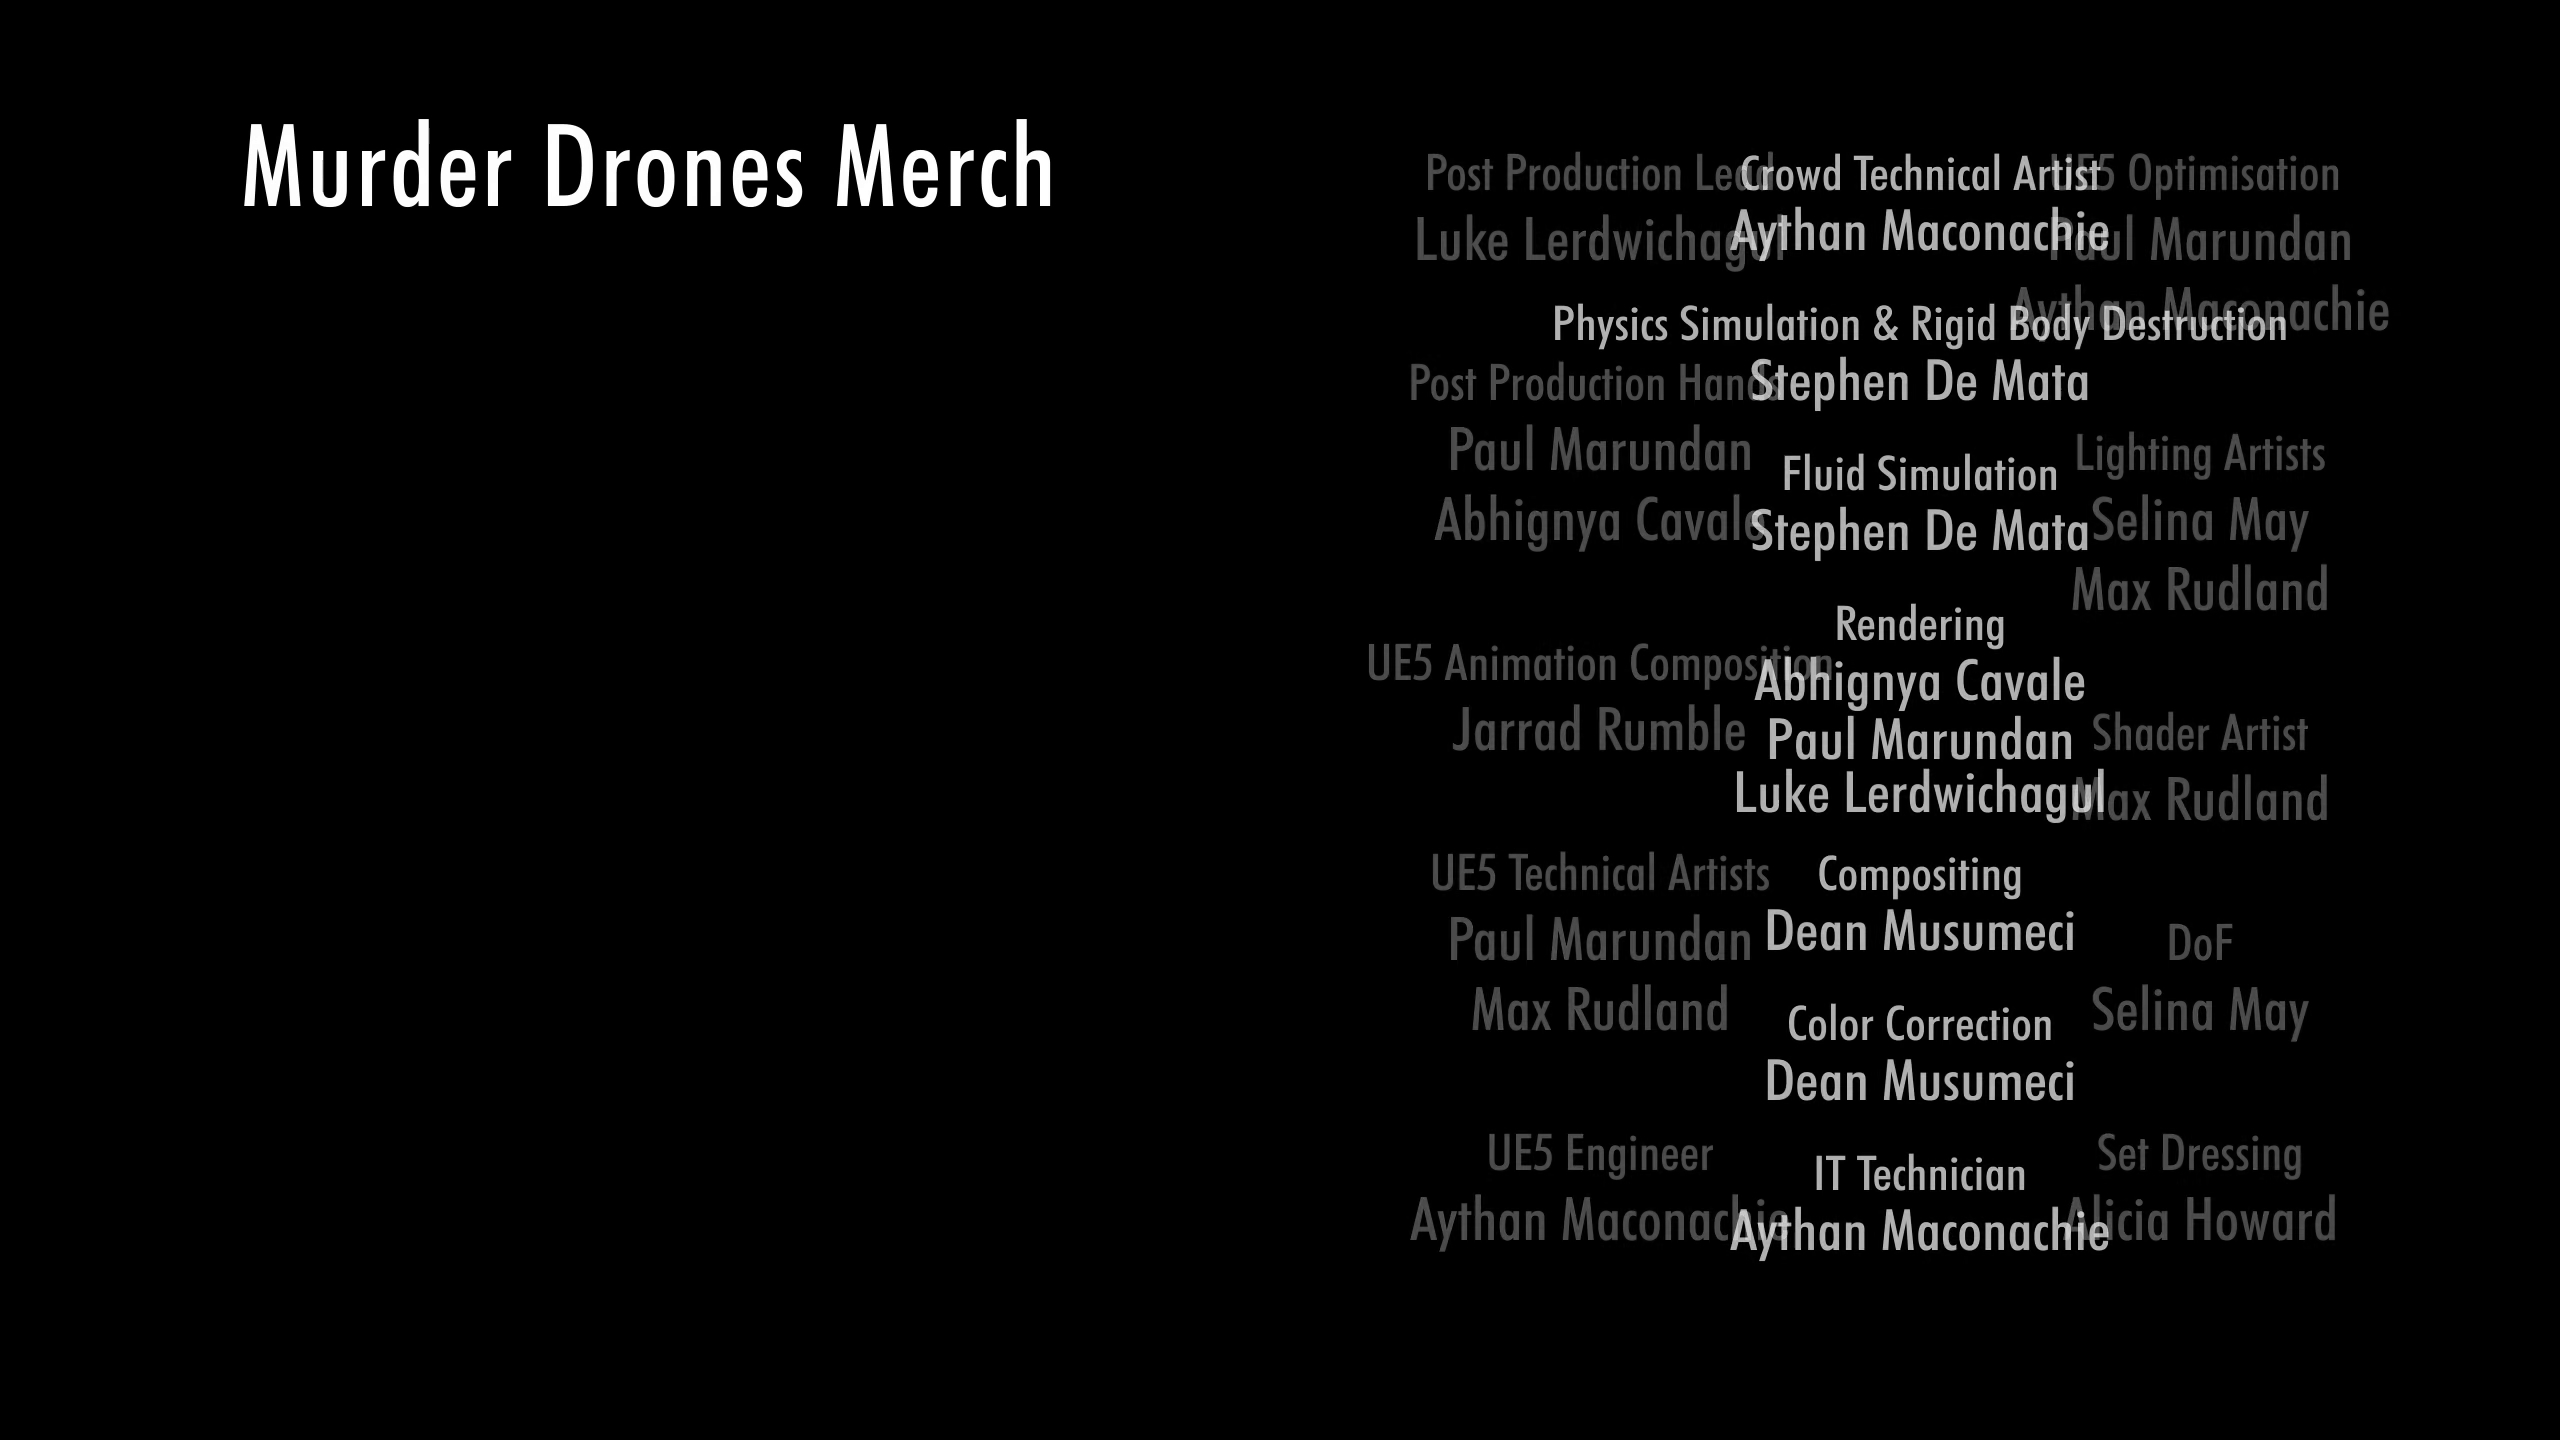 Murder Drones Merch
Crowd Technical Artist
Aythan Maconachie
Physics Simulation & Rigid Body Destruction
Stephen De Mata
Fluid Simulation
Stephen De Mata
Rendering
Abhignya Cavale
Paul Marundan
Luke Lerdwichagul
Compositing
Dean Musumeci
Color Correction
Dean Musumeci
IT Technician
Aythan Maconachie
Post Production Lead
Luke Lerdwichagul
Post Production Hands
Paul Marundan
Abhignya Cavale
UE5 Animation Composition
Jarrad Rumble
UE5 Technical Artists
Paul Marundan
Max Rudland
UE5 Engineer
Aythan Maconachie
UE5 Optimisation
Paul Marundan
Aythan Maconachie
Lighting Artists
Selina May
Max Rudland
Shader Artist
Max Rudland
DoF
Selina May
Set Dressing
Alicia Howard